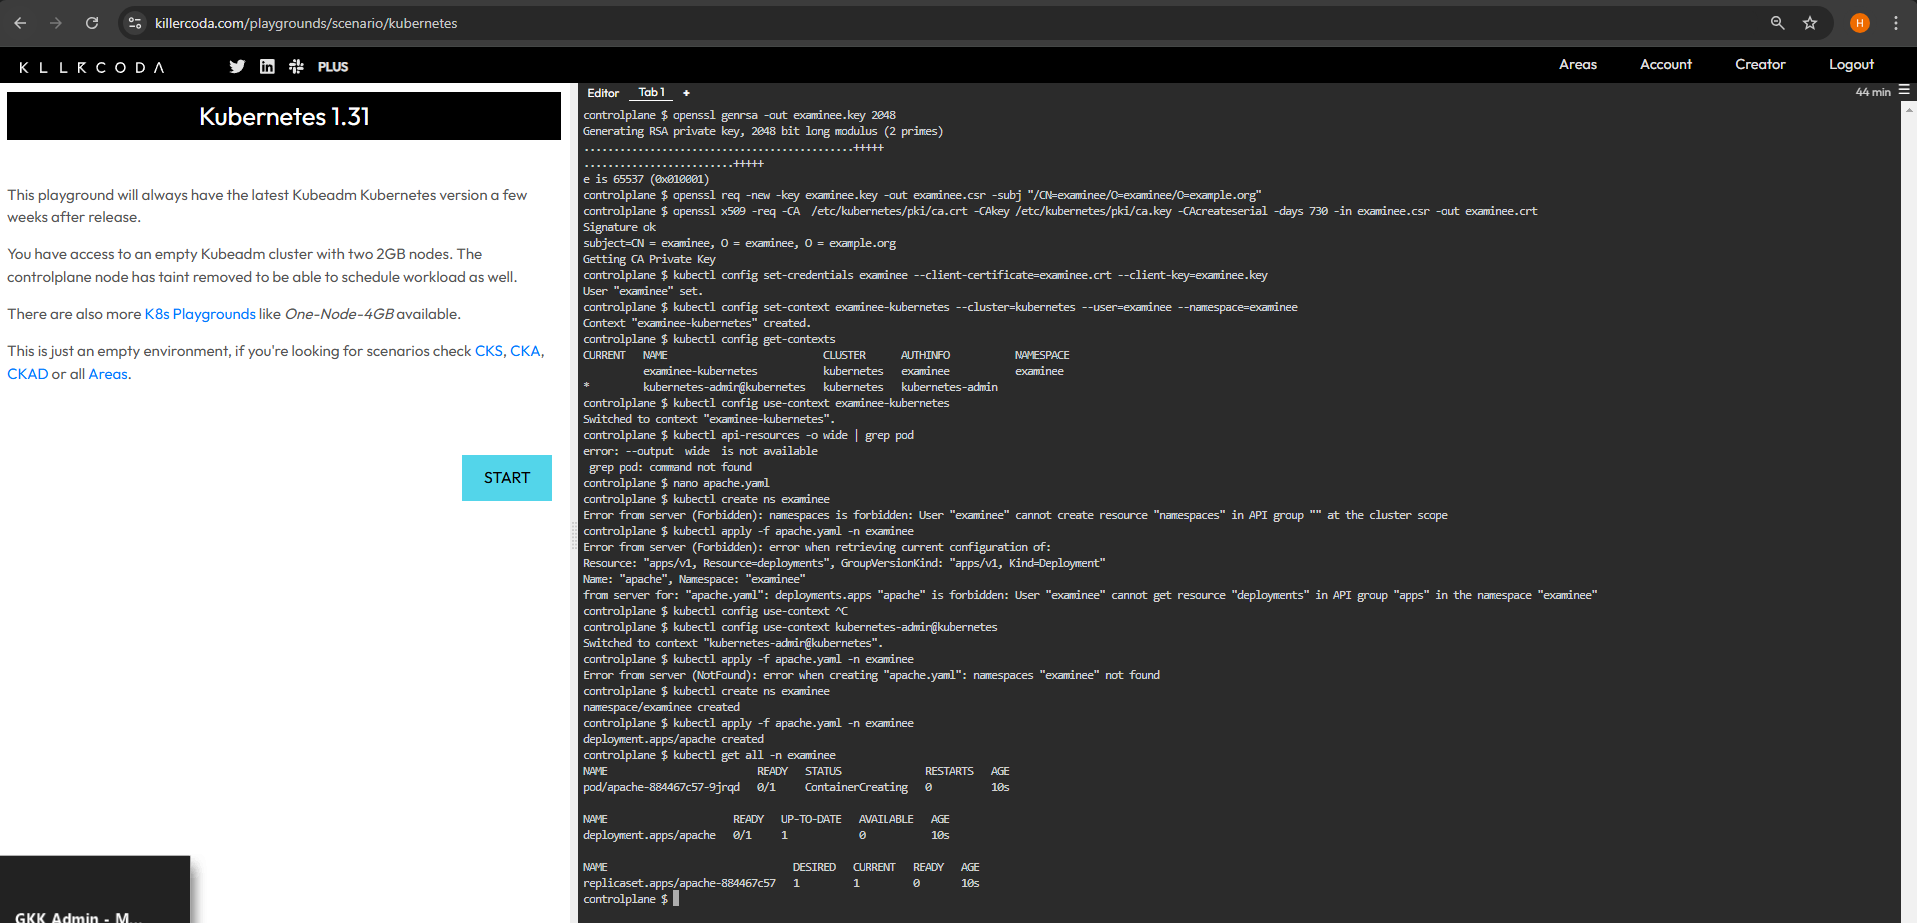 killercoda.com/playgrounds/scenario/kubernetes
H
KLLRCODA
PLUS
Areas
Account
Creator
Logout
Kubernetes 1.31
This playground will always have the latest Kubeadm Kubernetes version a few
weeks after release.
You have access to an empty Kubeadm cluster with two 2GB nodes. The
controlplane node has taint removed to be able to schedule workload as well.
There are also more K8s Playgrounds like One-Node-4GB available.
This is just an empty environment, if you're looking for scenarios check CKS, CKA,
CKAD or all Areas.
START
GKK Admin - M...
Editor
Tab 1
+
44 min
controlplane $ openssl genrsa -out examinee.key 2048
Generating RSA private key, 2048 bit long modulus (2 primes)
.............................................+++++
.........................+++++
e is 65537 (0x010001)
controlplane $ openssl req -new -key examinee.key -out examinee.csr -subj "/CN=examinee/O=examinee/O=example.org"
controlplane $ openssl x509 -req -CA  /etc/kubernetes/pki/ca.crt -CAkey /etc/kubernetes/pki/ca.key -CAcreateserial -days 730 -in examinee.csr -out examinee.crt
Signature ok
subject=CN = examinee, O = examinee, O = example.org
Getting CA Private Key
controlplane $ kubectl config set-credentials examinee --client-certificate=examinee.crt --client-key=examinee.key
User "examinee" set.
controlplane $ kubectl config set-context examinee-kubernetes --cluster=kubernetes --user=examinee --namespace=examinee
Context "examinee-kubernetes" created.
controlplane $ kubectl config get-contexts
CURRENT   NAME                          CLUSTER      AUTHINFO           NAMESPACE
          examinee-kubernetes           kubernetes   examinee           examinee
*         kubernetes-admin@kubernetes   kubernetes   kubernetes-admin
controlplane $ kubectl config use-context examinee-kubernetes
Switched to context "examinee-kubernetes".
controlplane $ kubectl api-resources -o wide | grep pod
error: --output  wide  is not available
 grep pod: command not found
controlplane $ nano apache.yaml
controlplane $ kubectl create ns examinee
Error from server (Forbidden): namespaces is forbidden: User "examinee" cannot create resource "namespaces" in API group "" at the cluster scope
controlplane $ kubectl apply -f apache.yaml -n examinee
Error from server (Forbidden): error when retrieving current configuration of:
Resource: "apps/v1, Resource=deployments", GroupVersionKind: "apps/v1, Kind=Deployment"
Name: "apache", Namespace: "examinee"
from server for: "apache.yaml": deployments.apps "apache" is forbidden: User "examinee" cannot get resource "deployments" in API group "apps" in the namespace "examinee"
controlplane $ kubectl config use-context ^C
controlplane $ kubectl config use-context kubernetes-admin@kubernetes
Switched to context "kubernetes-admin@kubernetes".
controlplane $ kubectl apply -f apache.yaml -n examinee
Error from server (NotFound): error when creating "apache.yaml": namespaces "examinee" not found
controlplane $ kubectl create ns examinee
namespace/examinee created
controlplane $ kubectl apply -f apache.yaml -n examinee
deployment.apps/apache created
controlplane $ kubectl get all -n examinee
NAME                         READY   STATUS              RESTARTS   AGE
pod/apache-884467c57-9jrqd   0/1     ContainerCreating   0          10s
NAME                     READY   UP-TO-DATE   AVAILABLE   AGE
deployment.apps/apache   0/1     1            0           10s
NAME                               DESIRED   CURRENT   READY   AGE
replicaset.apps/apache-884467c57   1         1         0       10s
controlplane $